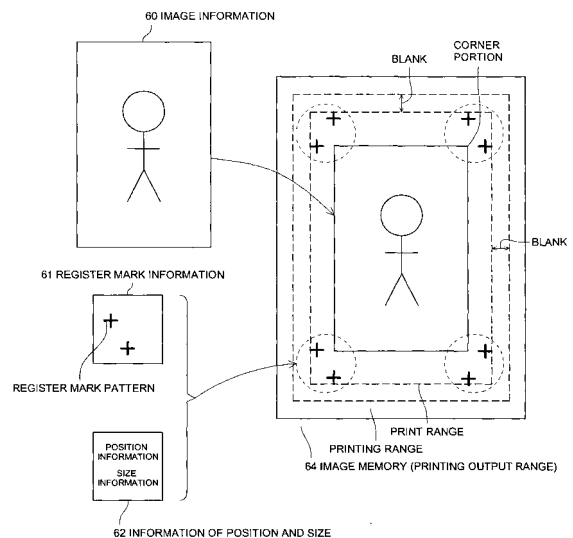 60 IMAGE INFORMATION
CORNER
PORTION
BLANK
BLANK
61 REGISTER MARK INFORMATION
REGISTER MARK PATTERN
POSITION
INFORMATION
SIZE
INFORMATION
PRINT RANGE
PRINTING RANGE
64 IMAGE MEMORY (PRINTING OUTPUT RANGE)
62 INFORMATION OF POSITION AND SIZE